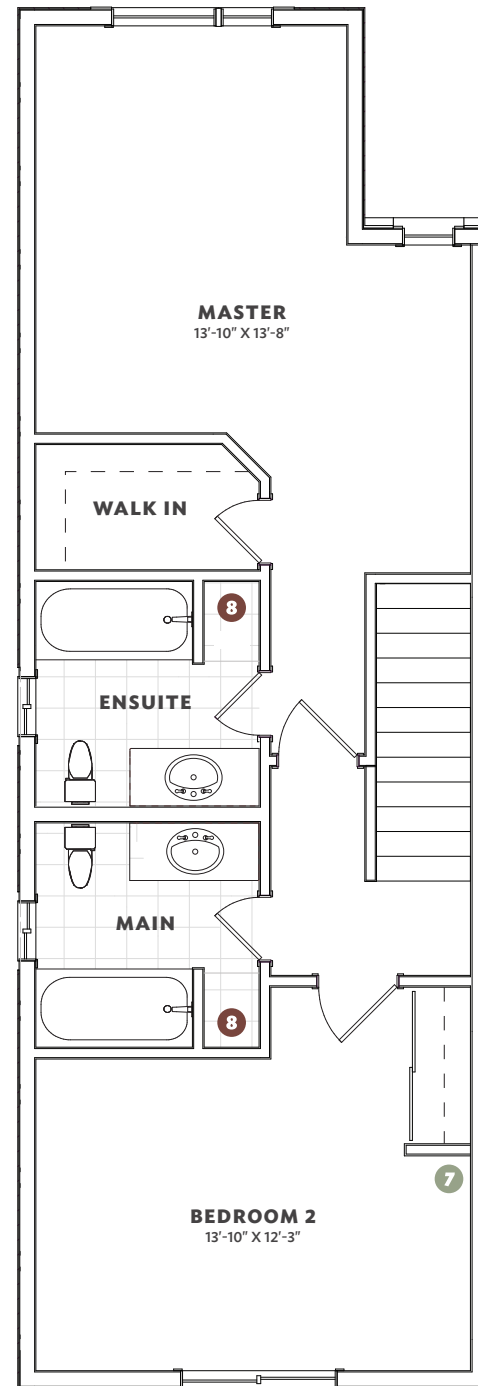 MASTER
13'-10" X 13'-8"
WALK IN
8
ENSUITE
MAIN
8
7
BEDROOM 2
13'-10" X 12'-3"